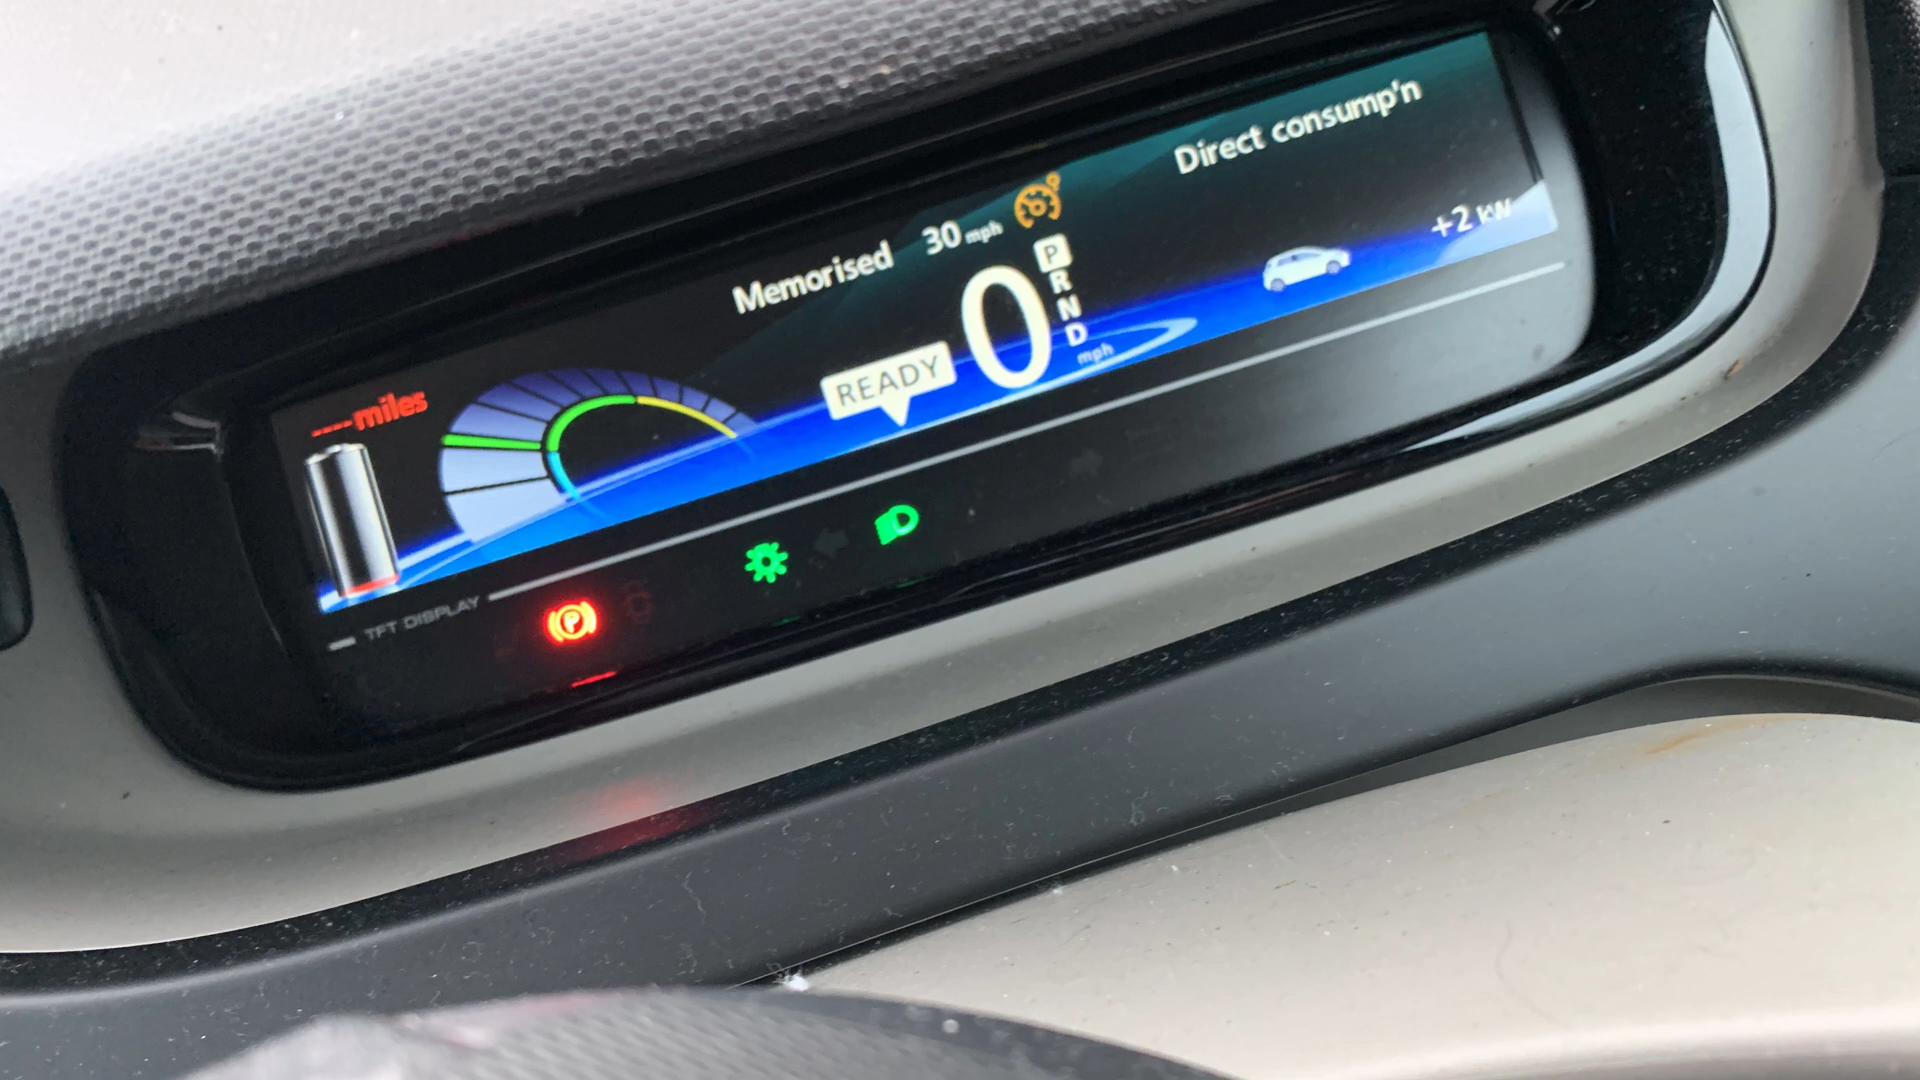 Direct consump'n
Memorised 30 mph
+2 kW
P
R
N
D
0
mph
READY
----miles
TFT DISPLAY
P